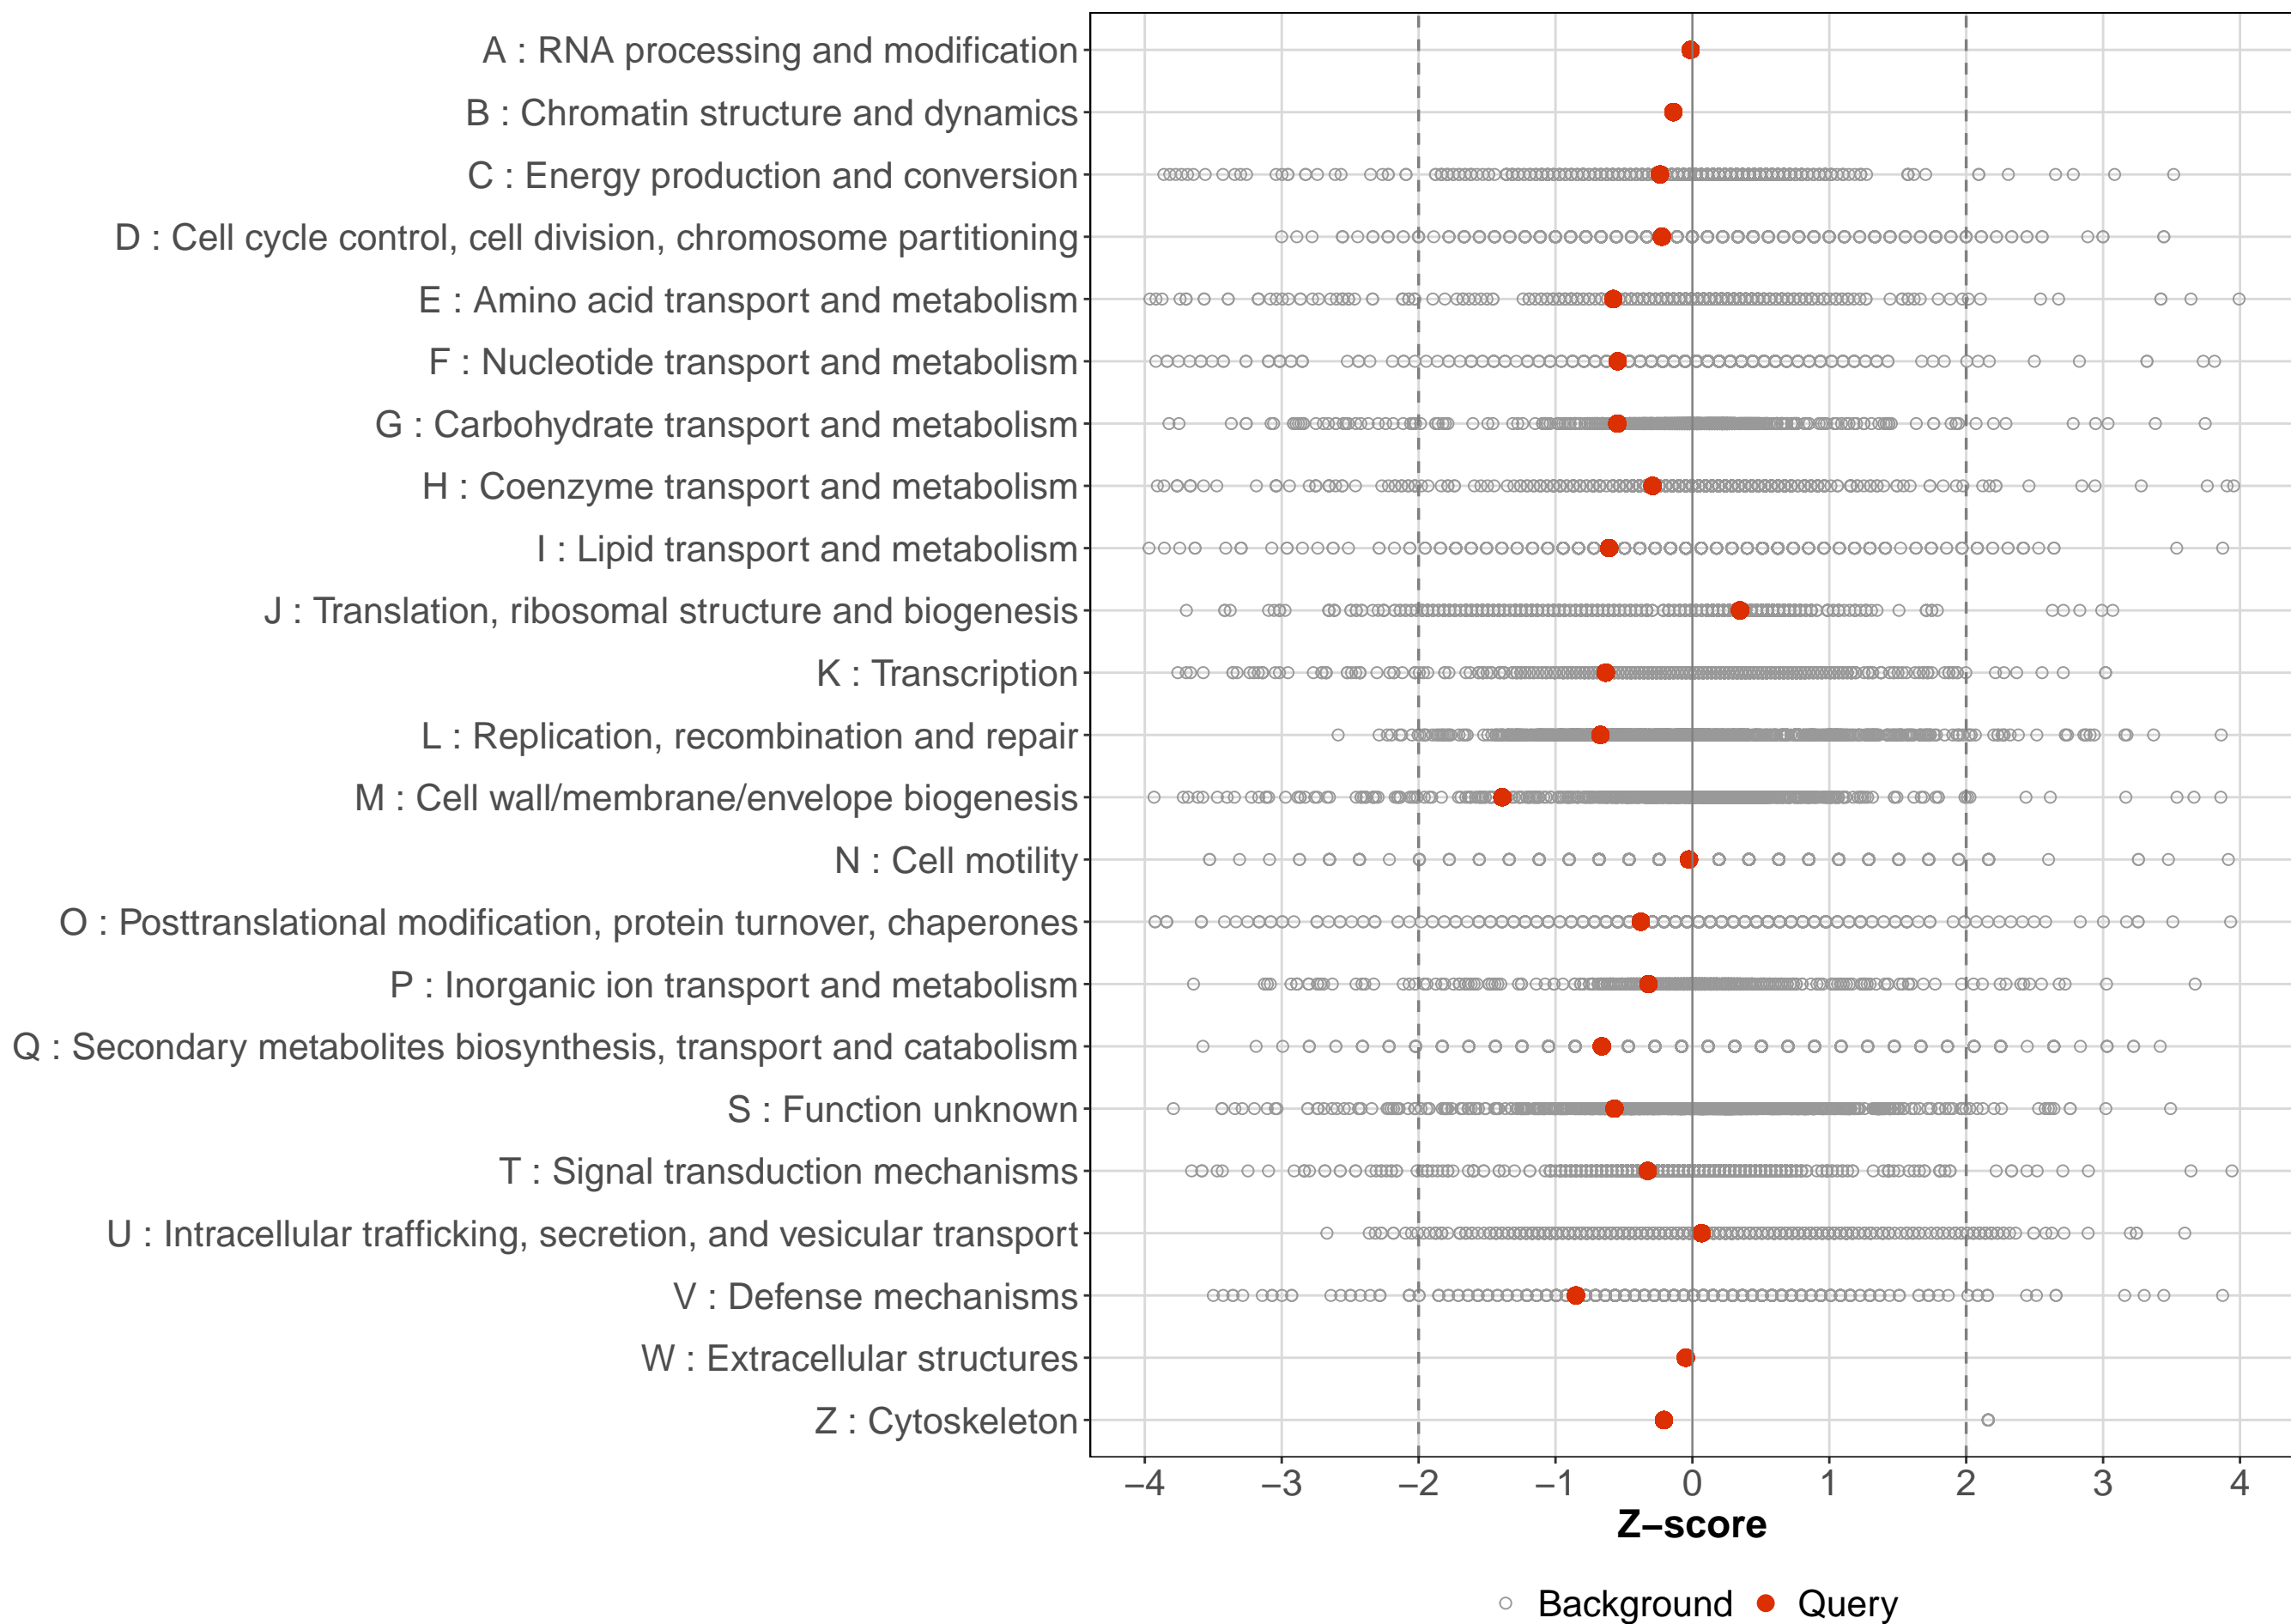 A : RNA processing and modification
B : Chromatin structure and dynamics
C : Energy production and conversion
D : Cell cycle control, cell division, chromosome partitioning
E : Amino acid transport and metabolism
F : Nucleotide transport and metabolism
G : Carbohydrate transport and metabolism
H : Coenzyme transport and metabolism
I : Lipid transport and metabolism
J : Translation, ribosomal structure and biogenesis
K : Transcription
L : Replication, recombination and repair
M : Cell wall/membrane/envelope biogenesis
N : Cell motility
O : Posttranslational modification, protein turnover, chaperones
P : Inorganic ion transport and metabolism
Q : Secondary metabolites biosynthesis, transport and catabolism
S : Function unknown
T : Signal transduction mechanisms
U : Intracellular trafficking, secretion, and vesicular transport
V : Defense mechanisms
W : Extracellular structures
Z : Cytoskeleton
−4 −3 −2 −1 0 1 2 3 4
Z−score
Background Query